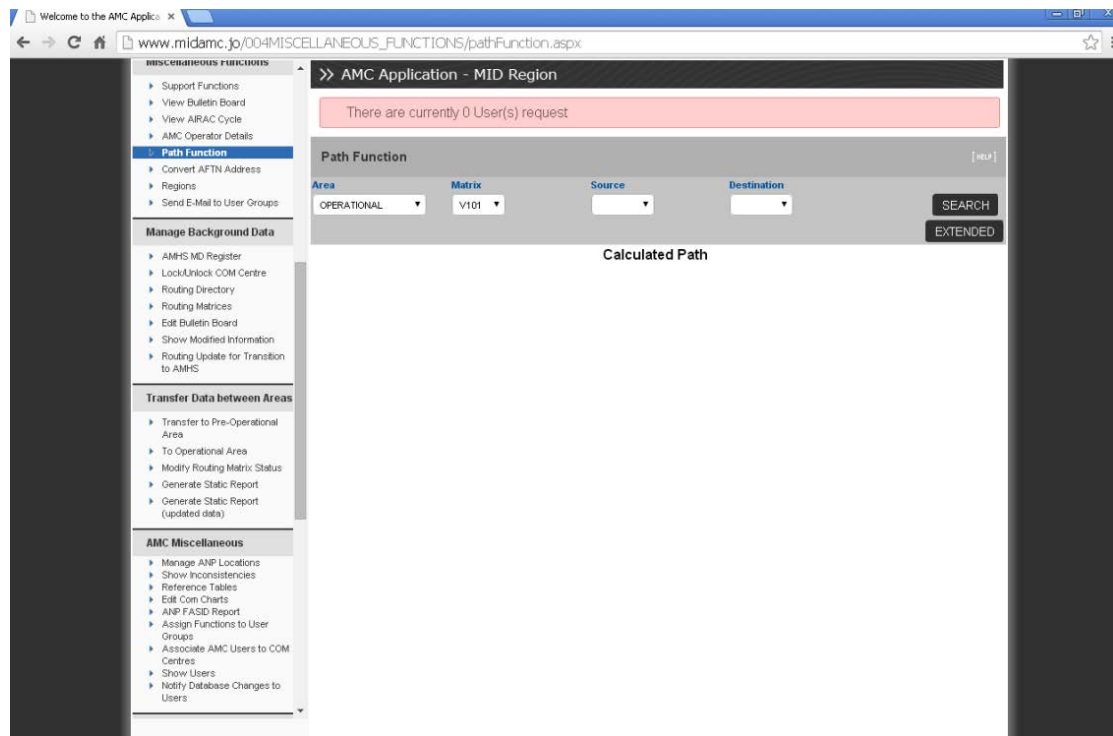 Welcome to the AMC Applica
www.midamc.jo/004MISCELLANEOUS_FUNCTIONS/pathFunction.aspx
Miscellaneous Functions
Support Functions
View Bulletin Board
View AIRAC Cycle
AMC Operator Details
Path Function
Convert AFTN Address
Regions
Send E-Mail to User Groups
Manage Background Data
AMHS MD Register
Lock/Unlock COM Centre
Routing Directory
Routing Matrices
Edit Bulletin Board
Show Modified Information
Routing Update for Transition
to AMHS
Transfer Data between Areas
Transfer to Pre-Operational
Area
To Operational Area
Modify Routing Matrix Status
Generate Static Report
Generate Static Report
(updated data)
AMC Miscellaneous
Manage ANP Locations
Show Inconsistencies
Reference Tables
Edit Com Charts
ANP FASID Report
Assign Functions to User
Groups
Associate AMC Users to COM
Centres
Show Users
Notify Database Changes to
Users
>> AMC Application - MID Region
There are currently 0 User(s) request
Path Function [HELP]
Area Matrix Source Destination
OPERATIONAL V101 SEARCH
EXTENDED
Calculated Path